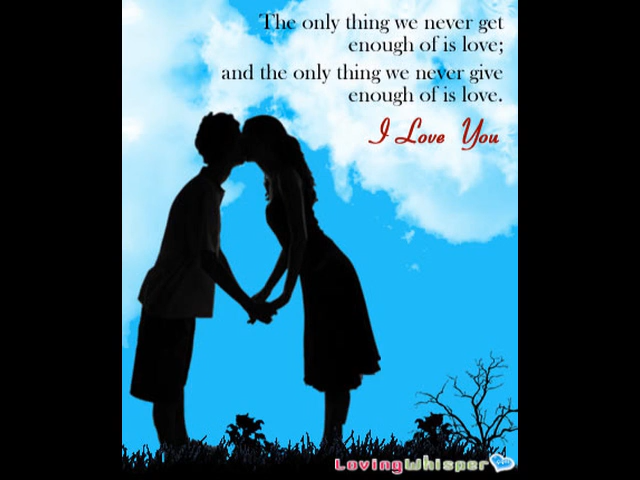 The only thing we never get
enough of is love;
and the only thing we never give
enough of is love.
I Love You
LovingWhisper